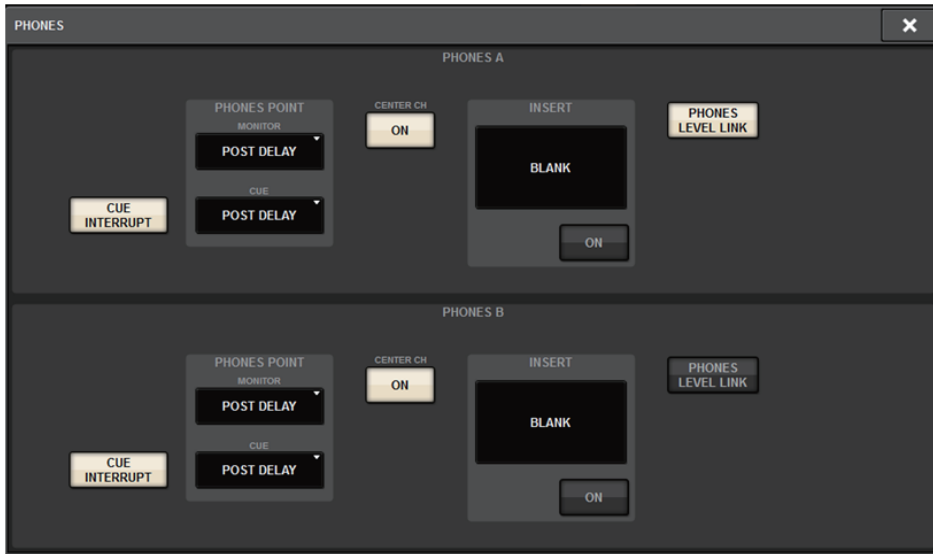 PHONES
PHONES A
PHONES POINT
MONITOR
POST DELAY
CUE
POST DELAY
CUE
INTERRUPT
CENTER CH
ON
INSERT
BLANK
ON
PHONES
LEVEL LINK
PHONES B
PHONES POINT
MONITOR
POST DELAY
CUE
POST DELAY
CUE
INTERRUPT
CENTER CH
ON
INSERT
BLANK
ON
PHONES
LEVEL LINK